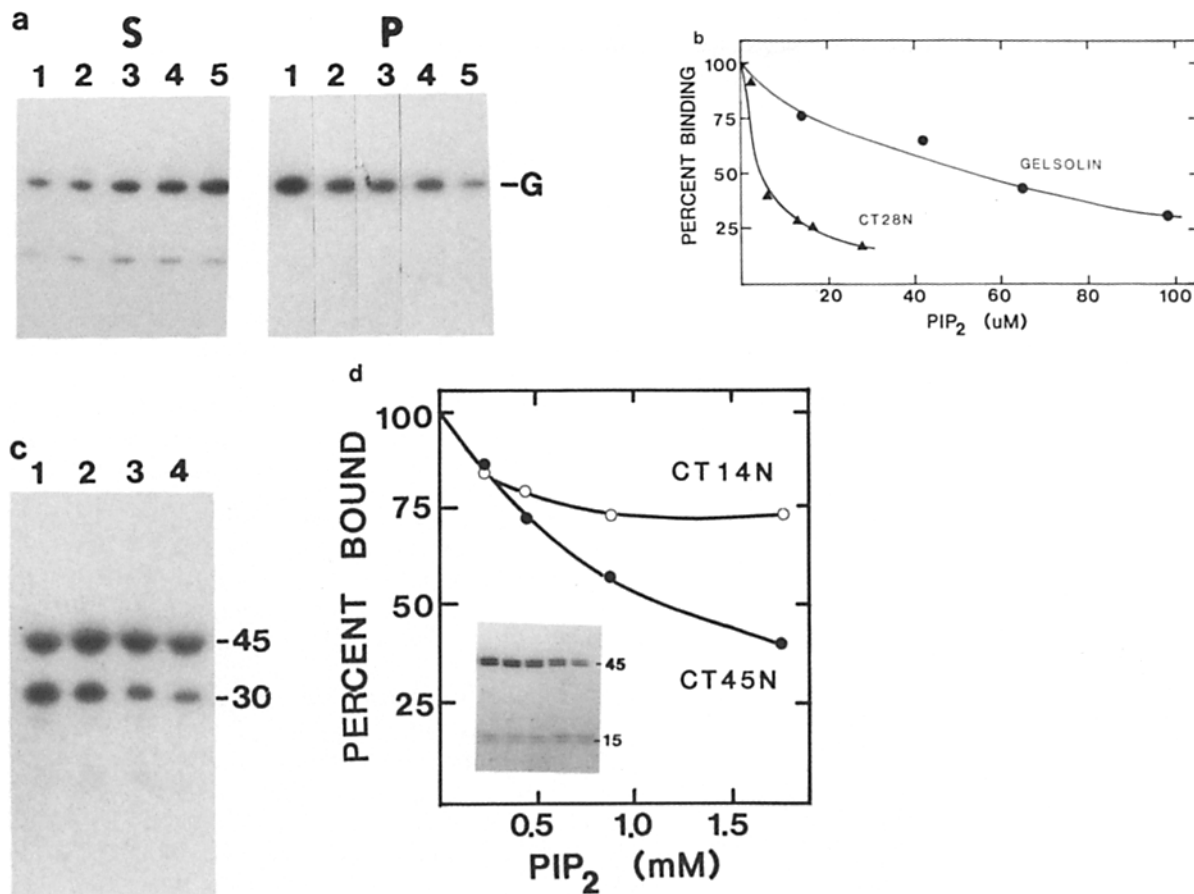 a
S P
1 2 3 4 5 1 2 3 4 5
-G
b
PERCENT BINDING
100
75
50
25
GELSOLIN
CT28N
20 40 60 80 100
PIP2 (uM)
c
1 2 3 4
-45
-30
d
PERCENT BOUND
100
75
50
25
CT14N
CT45N
-45
-15
0.5 1.0 1.5
PIP2 (mM)